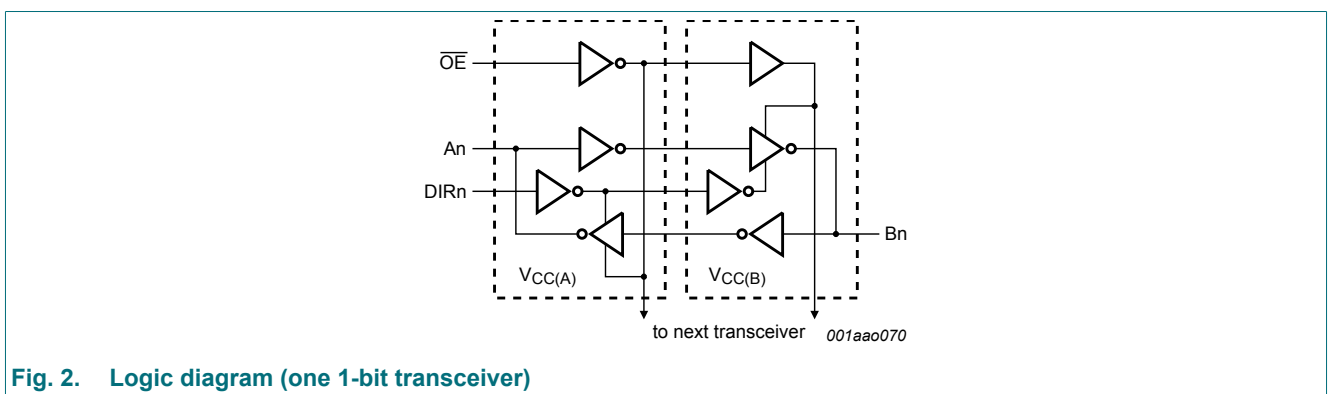 OE
An
DIRn
Bn
VCC(A)
VCC(B)
to next transceiver
001aao070
Fig. 2. Logic diagram (one 1-bit transceiver)